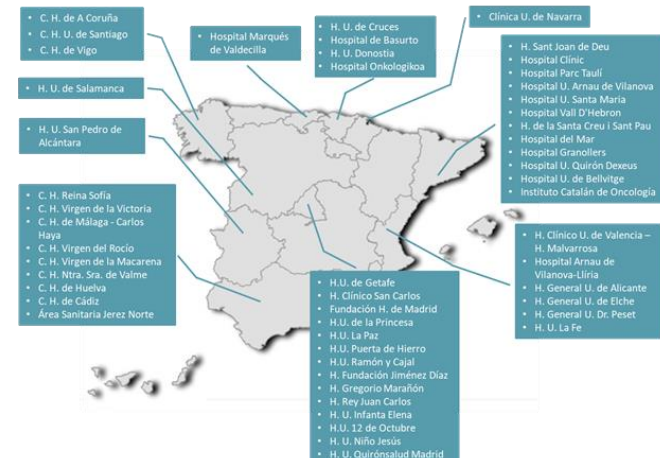 • C. H. de A Coruña
• C. H. U. de Santiago
• C. H. de Vigo
• Hospital Marqués
de Valdecilla
• H. U. de Cruces
• Hospital de Basurto
• H. U. Donostia
• Hospital Onkologikoa
• Clínica U. de Navarra
• H. Sant Joan de Deu
• Hospital Clínic
• Hospital Parc Taulí
• Hospital U. Arnau de Vilanova
• Hospital U. Santa Maria
• Hospital Vall D'Hebron
• H. de la Santa Creu i Sant Pau
• Hospital del Mar
• Hospital Granollers
• Hospital U. Quirón Dexeus
• Hospital U. de Bellvitge
• Instituto Catalán de Oncología
• H. U. de Salamanca
• H. U. San Pedro de
Alcántara
• C. H. Reina Sofía
• C. H. Virgen de la Victoria
• C. H. de Málaga - Carlos
Haya
• C. H. Virgen del Rocío
• C. H. Virgen de la Macarena
• C. H. Ntra. Sra. de Valme
• C. H. de Huelva
• C. H. de Cádiz
• Área Sanitaria Jerez Norte
• H.U. de Getafe
• H. Clínico San Carlos
• Fundación H. de Madrid
• H.U. de la Princesa
• H.U. La Paz
• H.U. Puerta de Hierro
• H.U. Ramón y Cajal
• H. Fundación Jiménez Díaz
• H. Gregorio Marañón
• H. Rey Juan Carlos
• H. U. Infanta Elena
• H.U. 12 de Octubre
• H. U. Niño Jesús
• H. U. Quirónsalud Madrid
• H. Clínico U. de Valencia –
H. Malvarrosa
• Hospital Arnau de
Vilanova-Llíria
• H. General U. de Alicante
• H. General U. de Elche
• H. General U. Dr. Peset
• H. U. La Fe